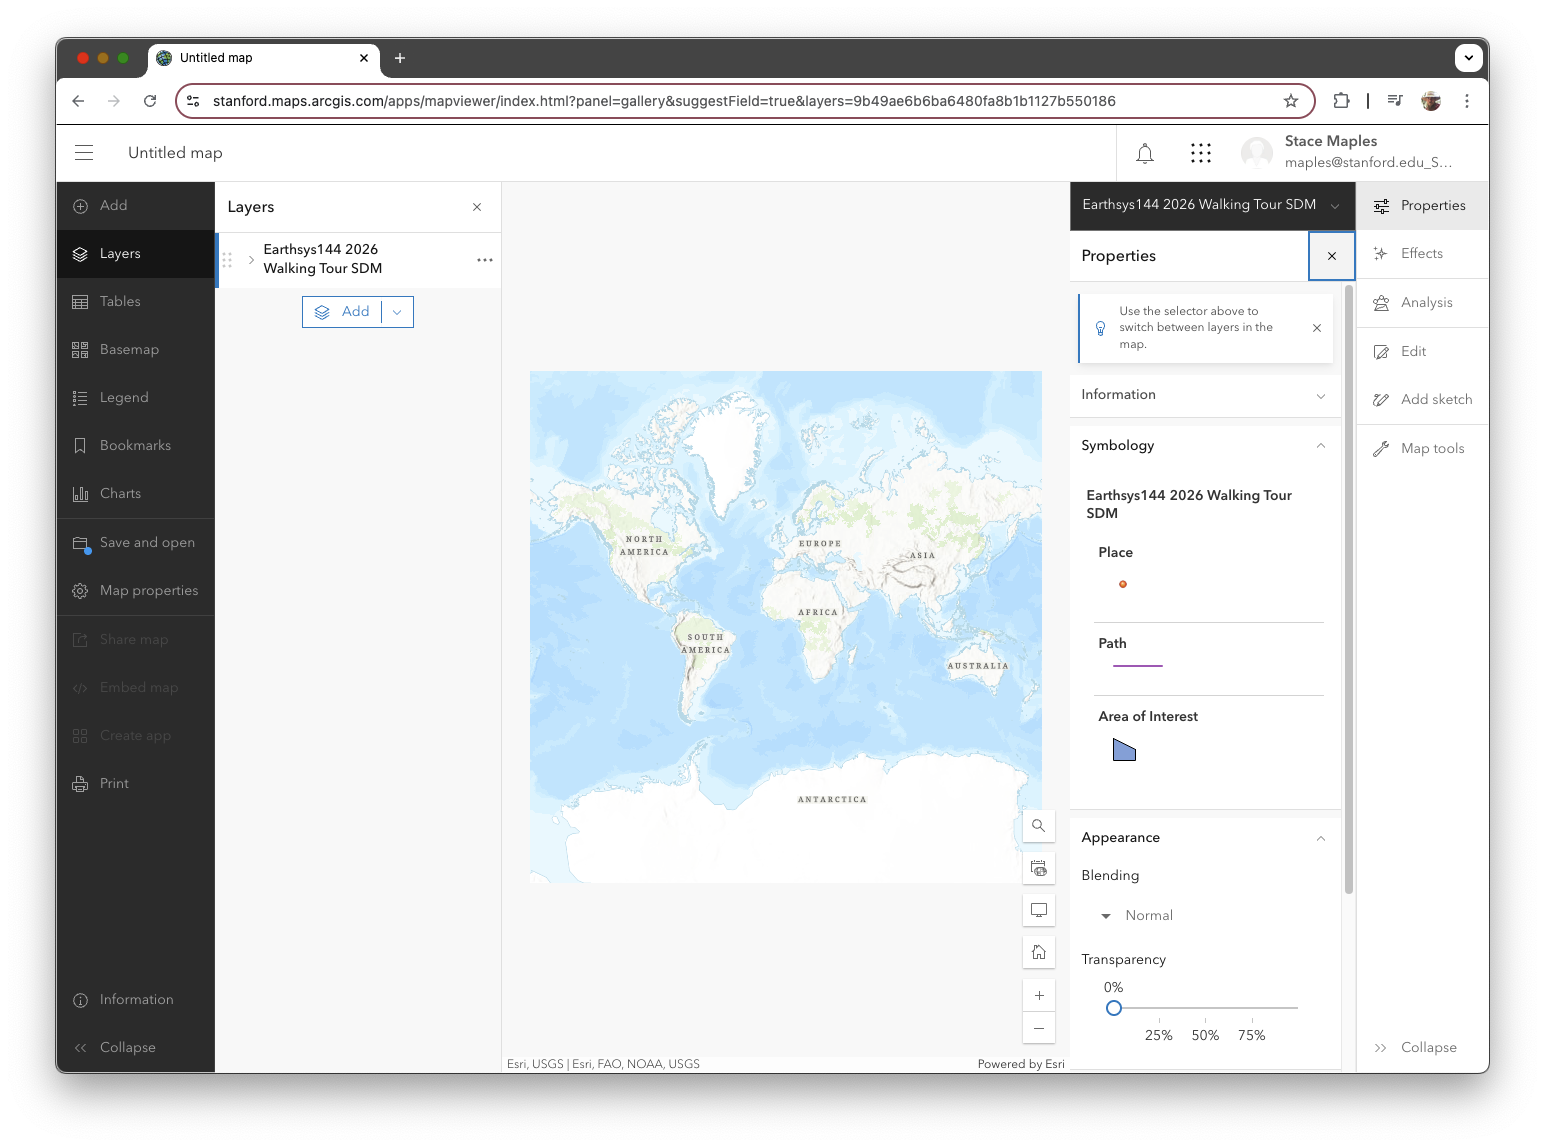 Untitled map
stanford.maps.arcgis.com/apps/mapviewer/index.html?panel=gallery&suggestField=true&layers=9b49ae6b6ba6480fa8b1b1127b550186
Untitled map
Stace Maples
maples@stanford.edu_S...
Add
Layers
Tables
Basemap
Legend
Bookmarks
Charts
Save and open
Map properties
Share map
Embed map
Create app
Print
Information
Collapse
Layers
Earthsys144 2026
Walking Tour SDM
Add
NORTH
AMERICA
EUROPE
ASIA
AFRICA
SOUTH
AMERICA
AUSTRALIA
ANTARCTICA
Esri, USGS | Esri, FAO, NOAA, USGS
Powered by Esri
Earthsys144 2026 Walking Tour SDM
Properties
Use the selector above to
switch between layers in the
map.
Information
Symbology
Earthsys144 2026 Walking Tour
SDM
Place
Path
Area of Interest
Appearance
Blending
Normal
Transparency
0%
25% 50% 75%
Properties
Effects
Analysis
Edit
Add sketch
Map tools
Collapse